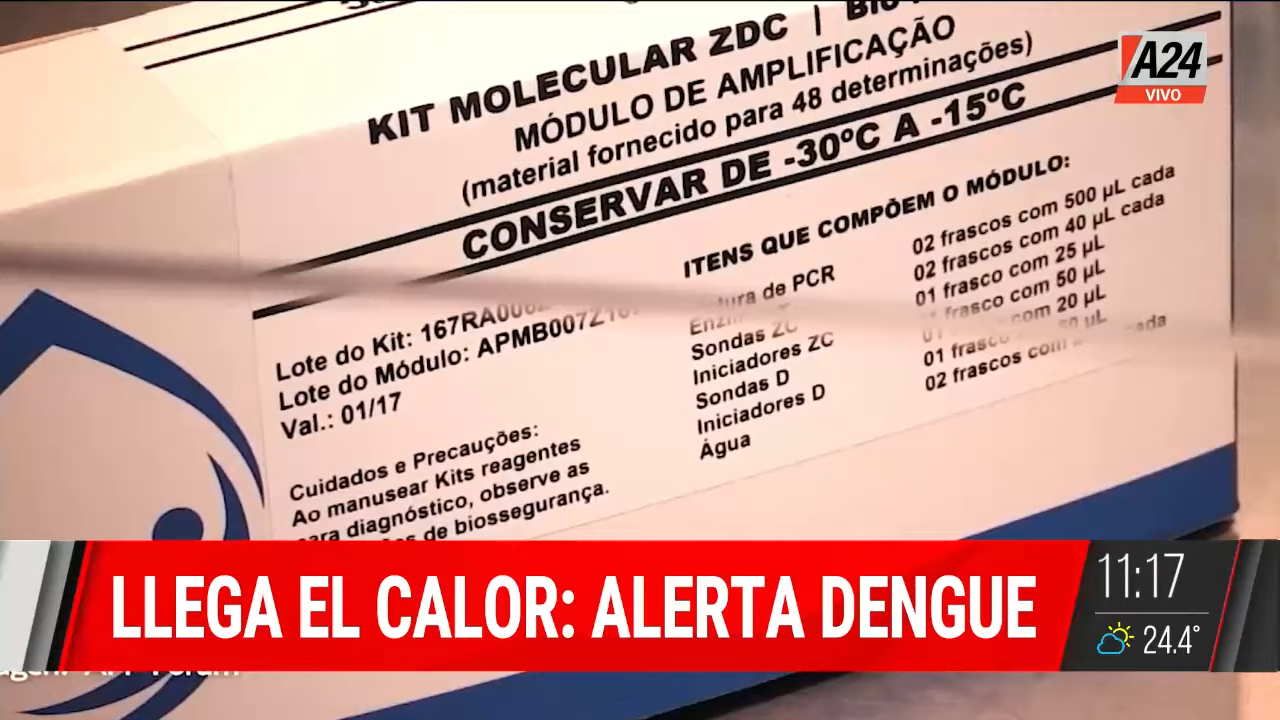 KIT MOLECULAR ZDC |
MÓDULO DE AMPLIFICAÇÃO
(material fornecido para 48 determinações)
CONSERVAR DE -30ºC A -15ºC
A24
VIVO
Lote do Kit:
Lote do Módulo:
Val.: 01/17
Cuidados e Precauções:
Ao manusear Kits reagentes
para diagnóstico, observe as
de biossegurança.
ITENS QUE COMPÕEM O MÓDULO:
de PCR 02 frascos com 500 µL cada
02 frascos com 40 µL cada
Sondas ZC 01 frasco com 25 µL
Iniciadores ZC 01 frasco com 50 µL
Sondas D 01 frasco com 20 µL
Iniciadores D 01 µL
Água 02 frascos com cada
LLEGA EL CALOR: ALERTA DENGUE
11:17
24.4°